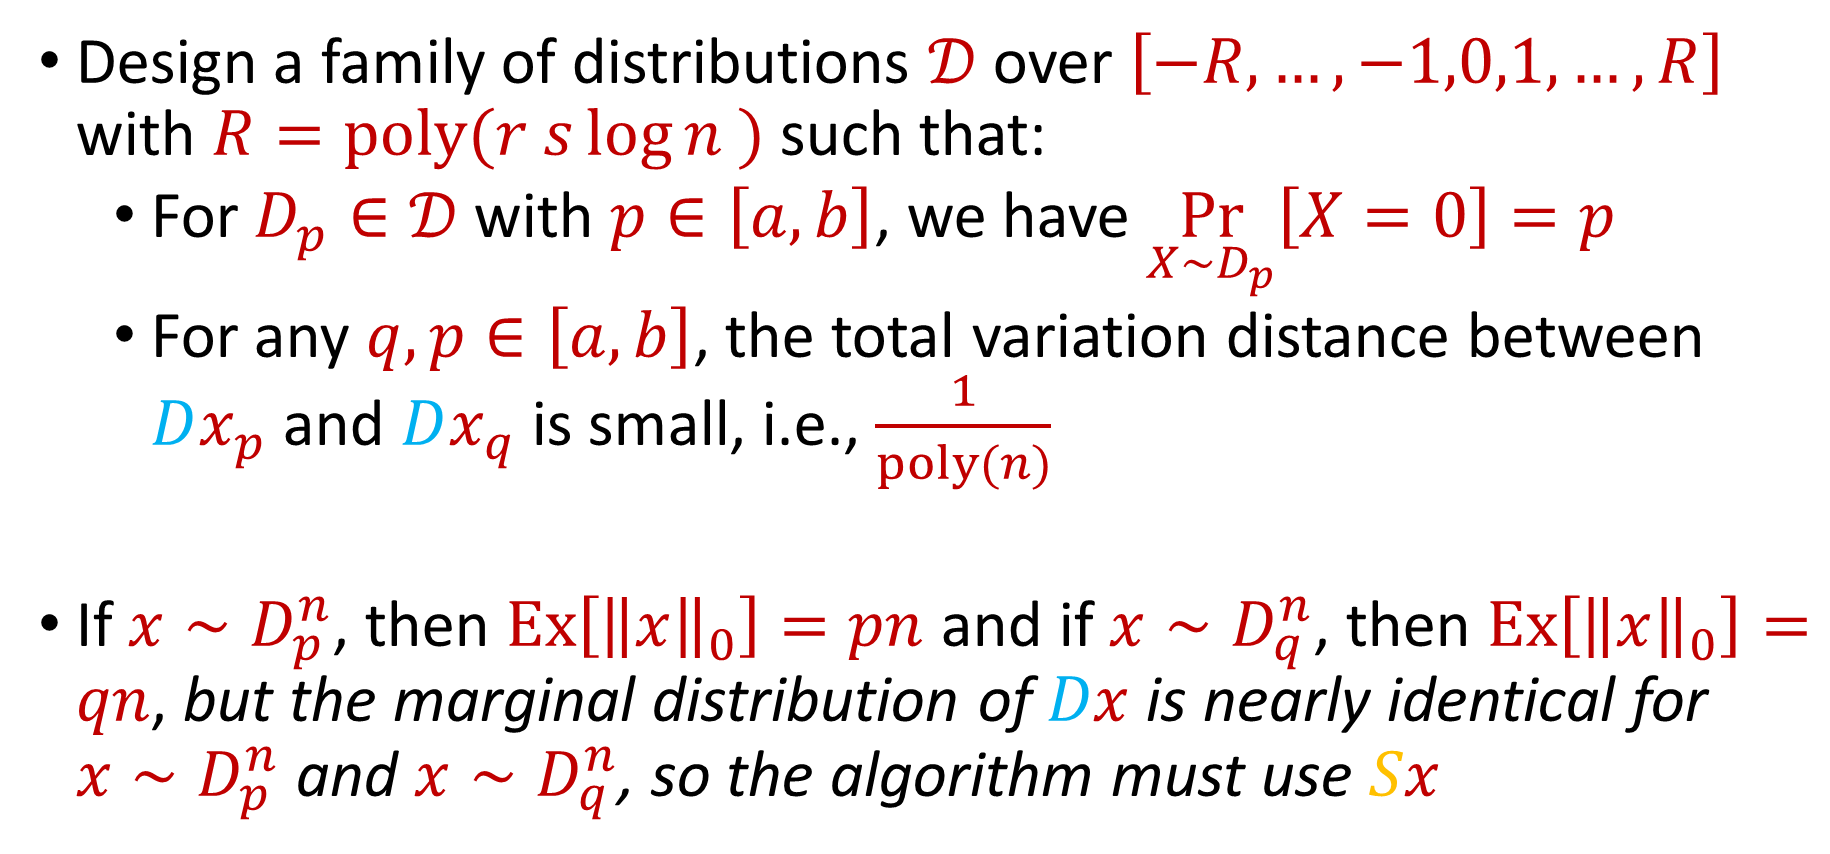 • Design a family of distributions 𝒟 over [−R, … , −1,0,1, … , R]
with R = poly(r s log n ) such that:
• For D_p ∈ 𝒟 with p ∈ [a, b], we have Pr_{X~D_p} [X = 0] = p
• For any q, p ∈ [a, b], the total variation distance between
Dx_p and Dx_q is small, i.e., \frac{1}{poly(n)}
• If x ~ D_p^n, then Ex[‖x‖_0] = pn and if x ~ D_q^n, then Ex[‖x‖_0] =
qn, but the marginal distribution of Dx is nearly identical for
x ~ D_p^n and x ~ D_q^n, so the algorithm must use Sx